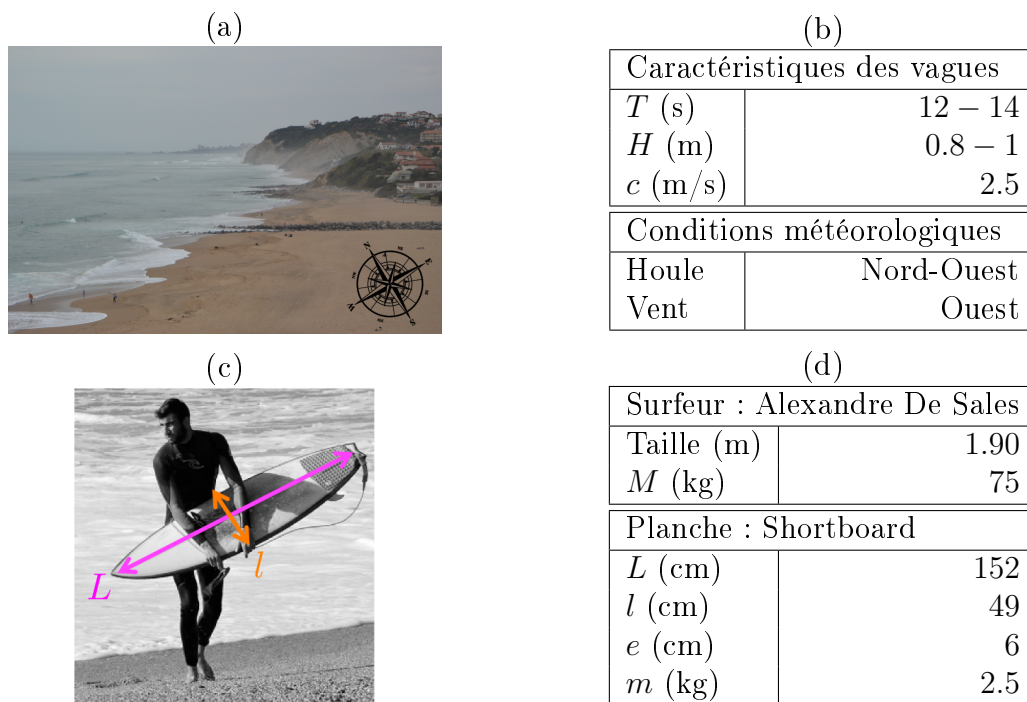 (a)
(b)
Caractéristiques des vagues
T (s) 12 – 14
H (m) 0.8 – 1
c (m/s) 2.5
Conditions météorologiques
Houle Nord-Ouest
Vent Ouest
(c)
L
l
(d)
Surfeur : Alexandre De Sales
Taille (m) 1.90
M (kg) 75
Planche : Shortboard
L (cm) 152
l (cm) 49
e (cm) 6
m (kg) 2.5